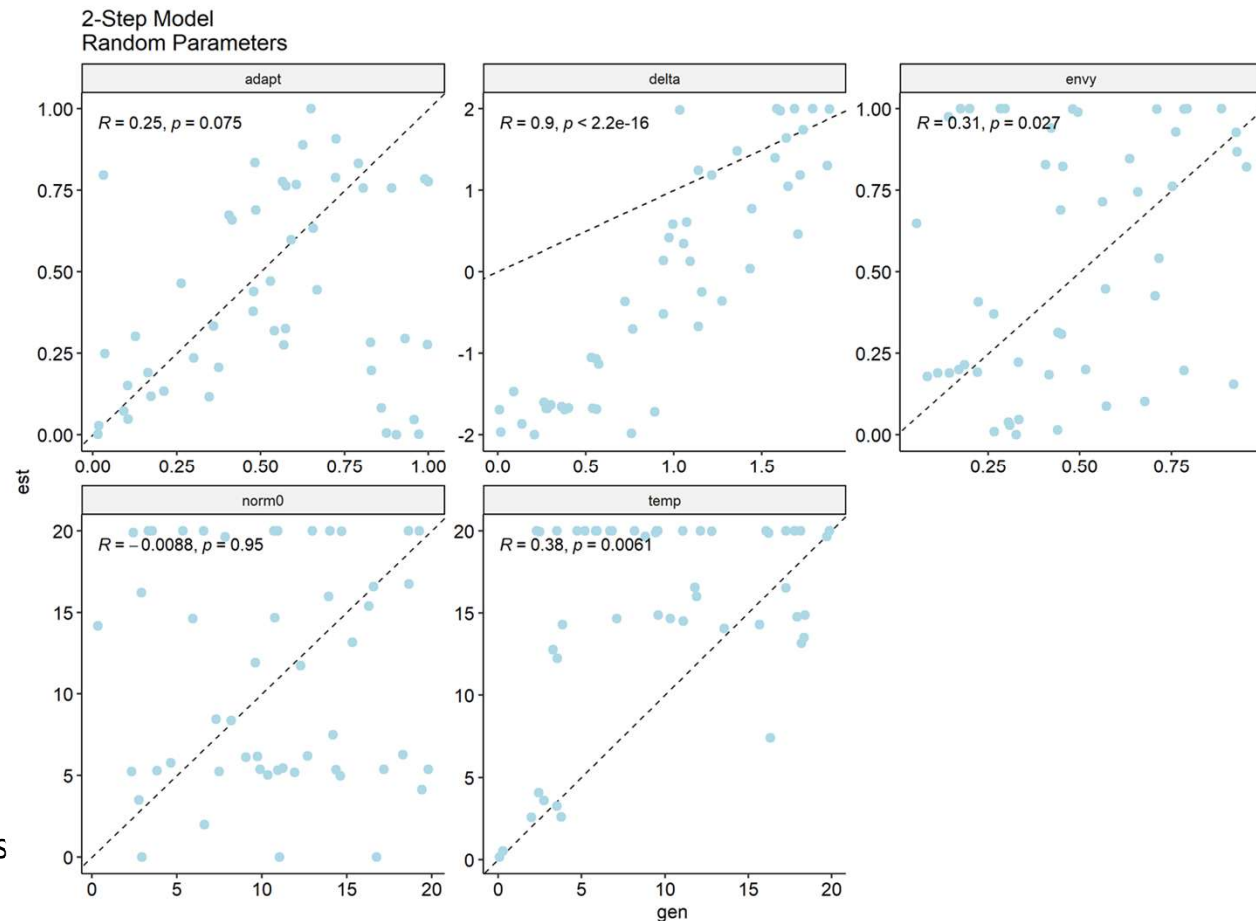 2-Step Model
Random Parameters
adapt
delta
envy
R = 0.25, p = 0.075
R = 0.9, p < 2.2e-16
R = 0.31, p = 0.027
1.00
0.75
0.50
0.25
0.00
2
1
0
-1
-2
1.00
0.75
0.50
0.25
0.00
0.00 0.25 0.50 0.75 1.00
0.0 0.5 1.0 1.5
0.25 0.50 0.75
est
norm0
temp
R = −0.0088, p = 0.95
R = 0.38, p = 0.0061
20
15
10
5
0
20
15
10
5
0
0 5 10 15 20
0 5 10 15 20
gen
s